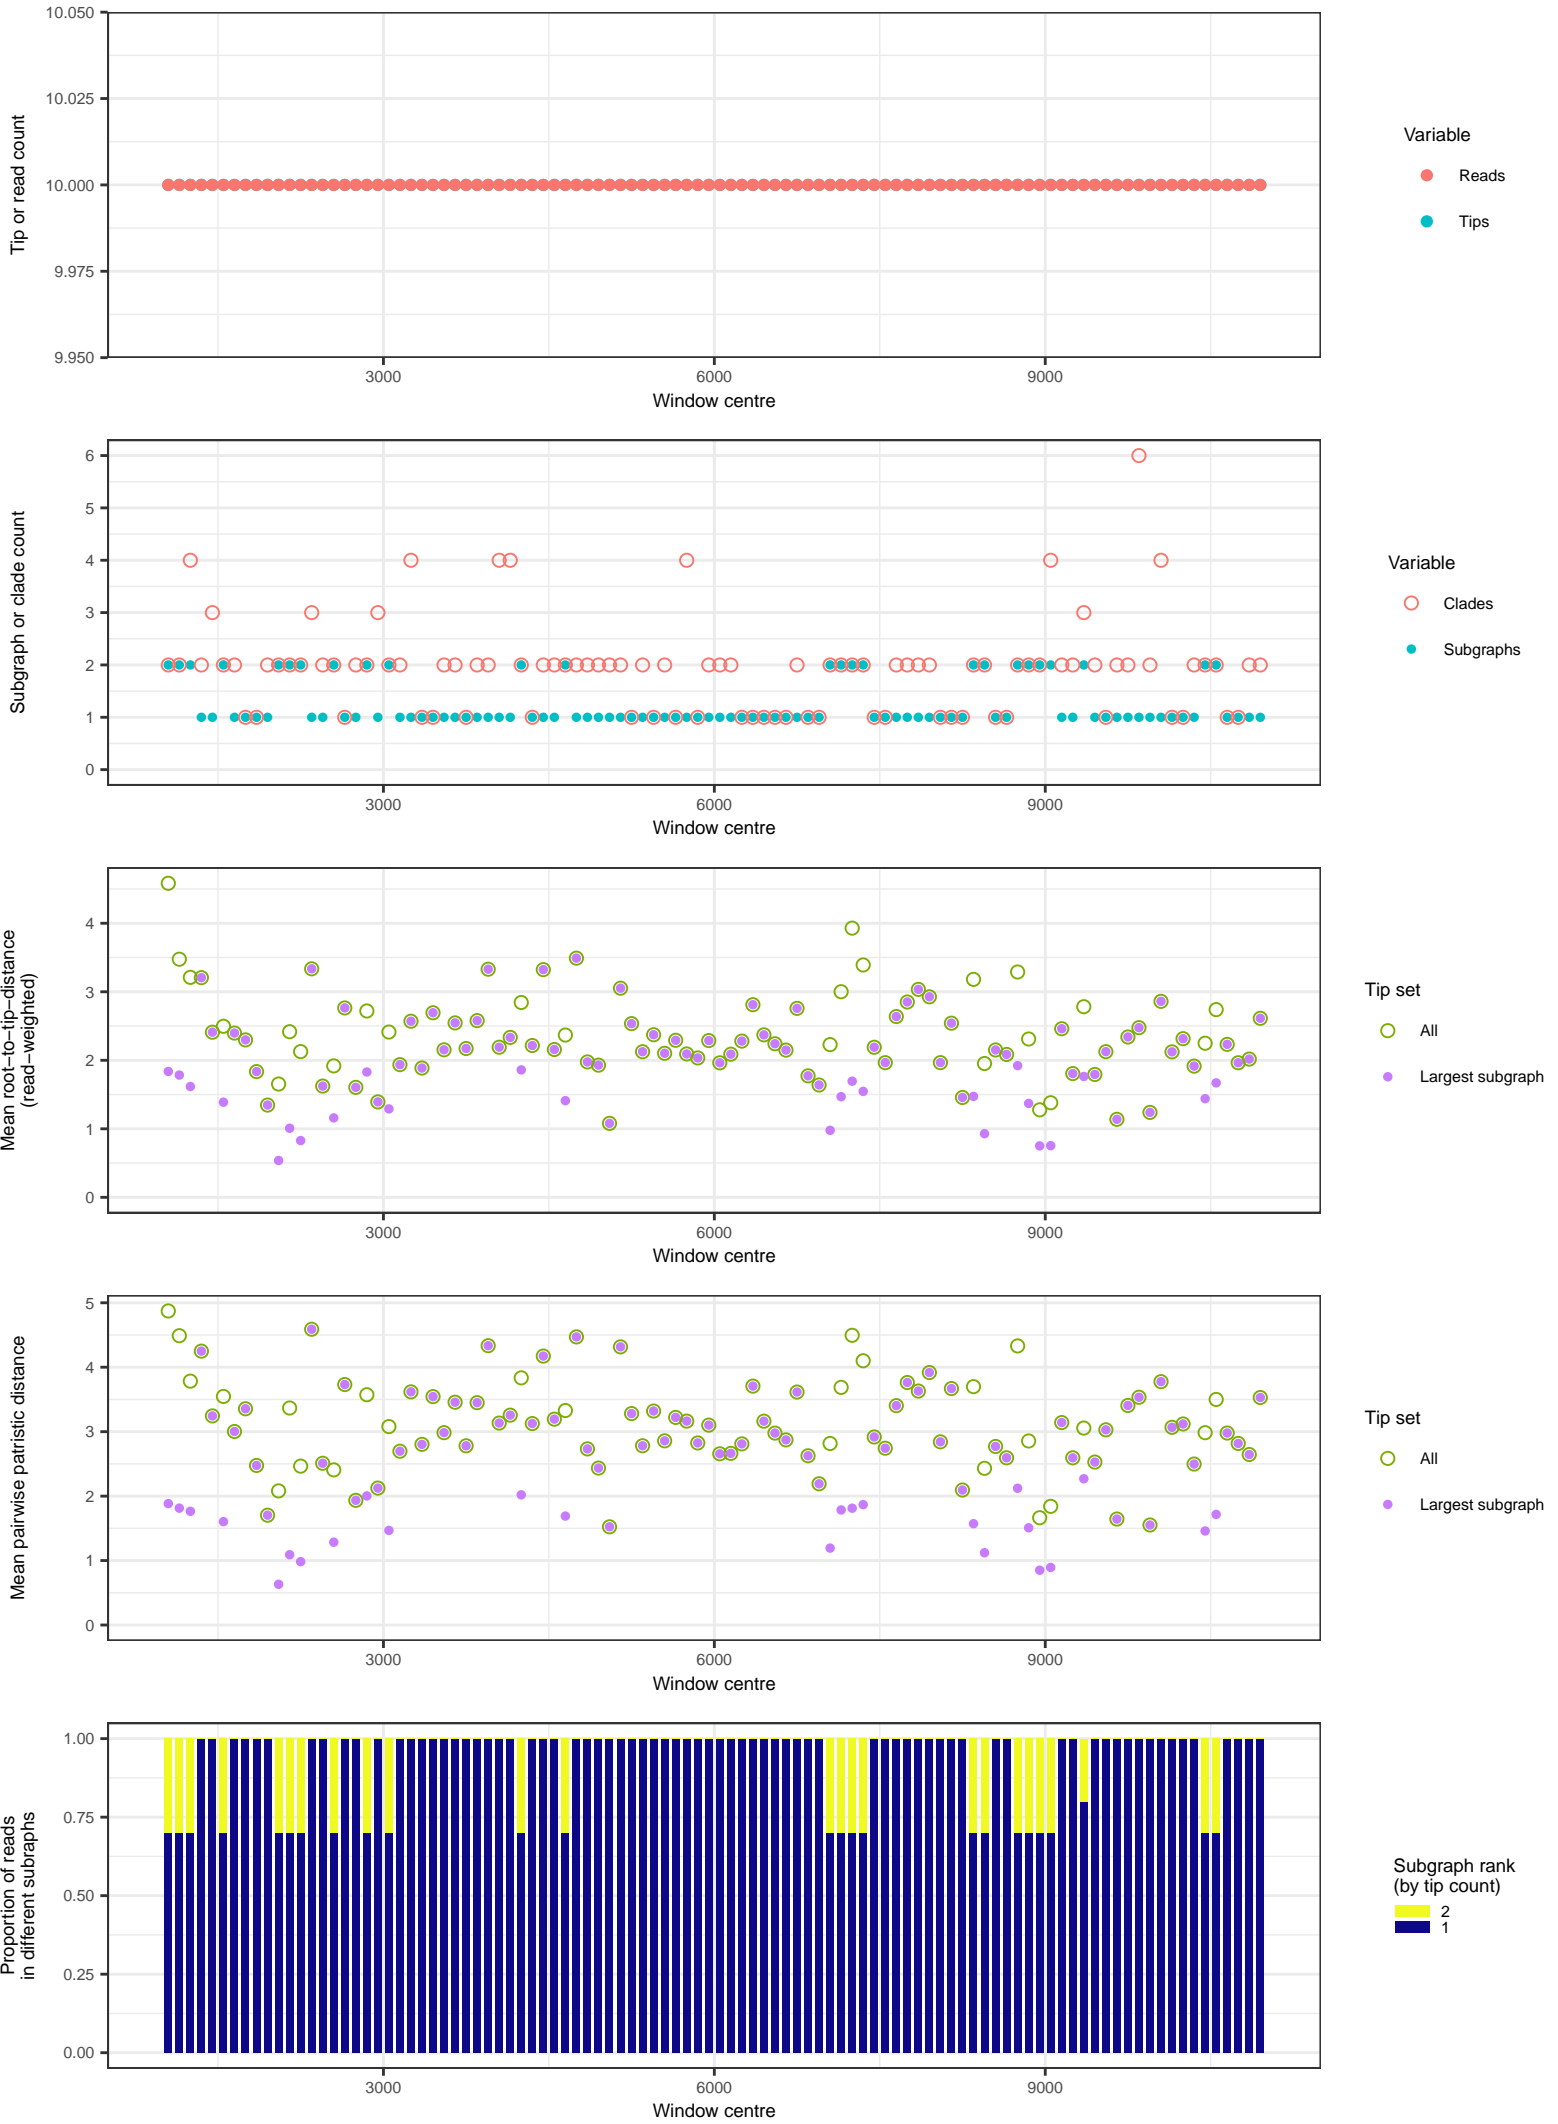 10.050
10.025
10.000
9.975
9.950
Tip or read count
3000 6000 9000
Window centre
Variable
Reads
Tips
6
5
4
3
2
1
0
Subgraph or clade count
3000 6000 9000
Window centre
Variable
Clades
Subgraphs
4
3
2
1
0
Mean root−to−tip−distance
(read−weighted)
3000 6000 9000
Window centre
Tip set
All
Largest subgraph
5
4
3
2
1
0
Mean pairwise patristic distance
3000 6000 9000
Window centre
Tip set
All
Largest subgraph
1.00
0.75
0.50
0.25
0.00
Proportion of reads
in different subraphs
3000 6000 9000
Window centre
Subgraph rank
(by tip count)
2
1